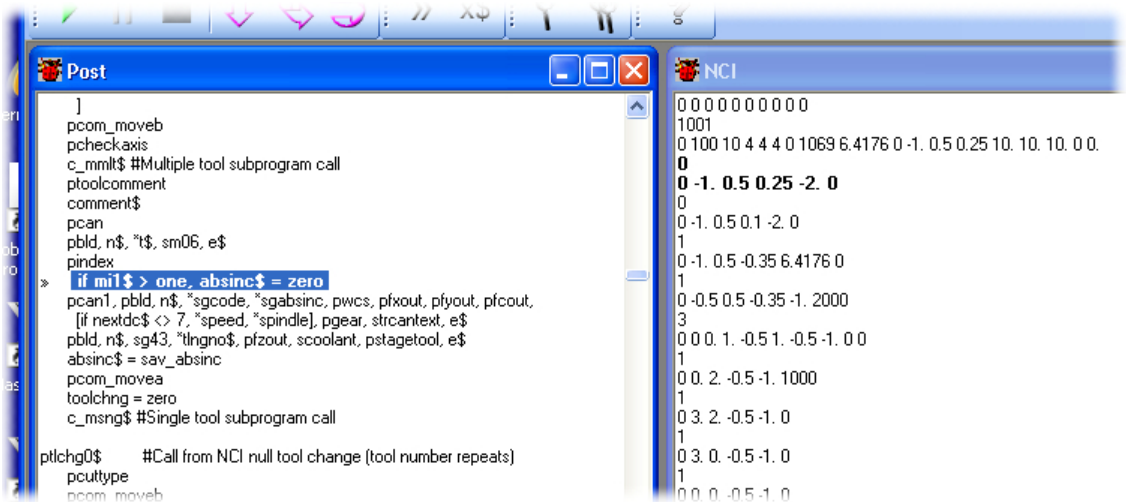 X$
Post
]
pcom_moveb
pcheckaxis
c_mmlt$ #Multiple tool subprogram call
ptoolcomment
comment$
pcan
pbld, n$, *t$, sm06, e$
pindex
» if mi1$ > one, absinc$ = zero
pcan1, pbld, n$, *sgcode, *sgabsinc, pwcs, pfxout, pfyout, pfcout,
[if nextdc$ <> 7, *speed, *spindle], pgear, strcantext, e$
pbld, n$, sg43, *tlngno$, pfzout, scoolant, pstagetool, e$
absinc$ = sav_absinc
pcom_movea
toolchng = zero
c_msng$ #Single tool subprogram call
ptlchg0$ #Call from NCI null tool change (tool number repeats)
pcuttype
pcom_moveb
NCI
0 0 0 0 0 0 0 0 0 0
1001
0 100 10 4 4 4 0 1069 6.4176 0 -1. 0.5 0.25 10. 10. 10. 0 0.
0
0 -1. 0.5 0.25 -2. 0
0
0 -1. 0.5 0.1 -2. 0
1
0 -1. 0.5 -0.35 6.4176 0
1
0 -0.5 0.5 -0.35 -1. 2000
3
0 0 0. 1. -0.5 1. -0.5 -1. 0 0
1
0 0. 2. -0.5 -1. 1000
1
0 3. 2. -0.5 -1. 0
1
0 3. 0. -0.5 -1. 0
1
0 0. 0. -0.5 -1. 0